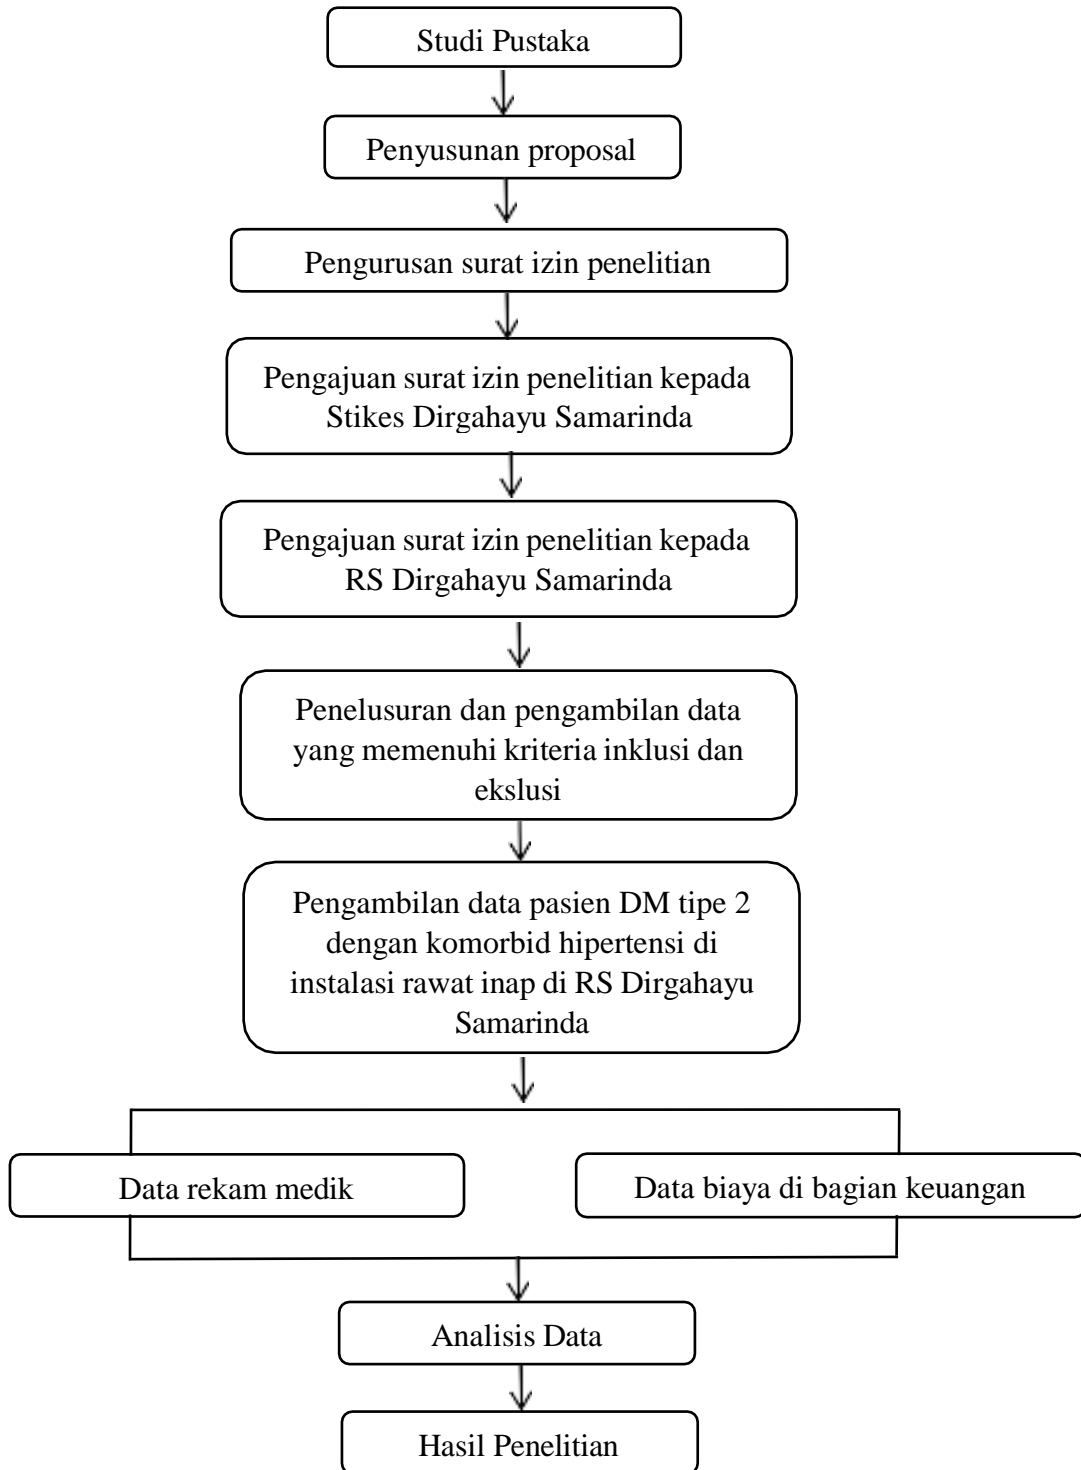 Studi Pustaka
Penyusunan proposal
Pengurusan surat izin penelitian
Pengajuan surat izin penelitian kepada
Stikes Dirgahayu Samarinda
Pengajuan surat izin penelitian kepada
RS Dirgahayu Samarinda
Penelusuran dan pengambilan data
yang memenuhi kriteria inklusi dan
ekslusi
Pengambilan data pasien DM tipe 2
dengan komorbid hipertensi di
instalasi rawat inap di RS Dirgahayu
Samarinda
Data rekam medik
Data biaya di bagian keuangan
Analisis Data
Hasil Penelitian